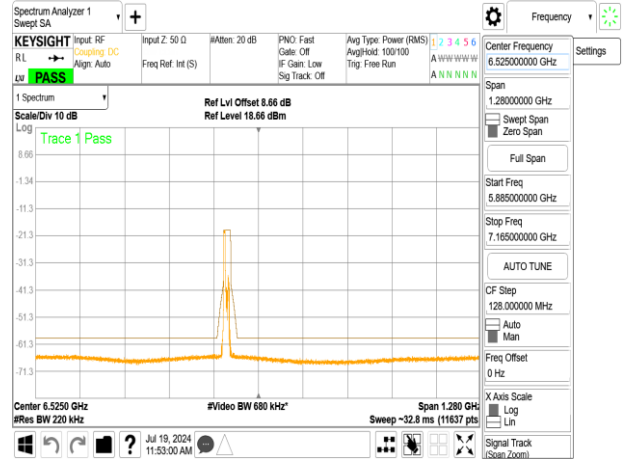 Spectrum Analyzer 1
Swept SA
+
Frequency
KEYSIGHT
Input: RF
Coupling: DC
Align: Auto
Input Z: 50 Ω
Freq Ref: Int (S)
#Atten: 20 dB
PNO: Fast
Gate: Off
IF Gain: Low
Sig Track: Off
Avg Type: Power (RMS)
Avg|Hold: 100/100
Trig: Free Run
1 2 3 4 5 6
A W W W W W
A N N N N N
R L
LW
PASS
Settings
1 Spectrum
Scale/Div 10 dB
Ref Lvl Offset 8.66 dB
Ref Level 18.66 dBm
Log
Trace 1 Pass
8.66
-1.34
-11.3
-21.3
-31.3
-41.3
-51.3
-61.3
-71.3
Center 6.5250 GHz
#Video BW 680 kHz*
Span 1.280 GHz
#Res BW 220 kHz
Sweep ~32.8 ms (11637 pts
Center Frequency
6.525000000 GHz
Span
1.28000000 GHz
Swept Span
Zero Span
Full Span
Start Freq
5.885000000 GHz
Stop Freq
7.165000000 GHz
AUTO TUNE
CF Step
128.000000 MHz
Auto
Man
Freq Offset
0 Hz
X Axis Scale
Log
Lin
Signal Track
(Span Zoom)
?
Jul 19, 2024
11:53:00 AM